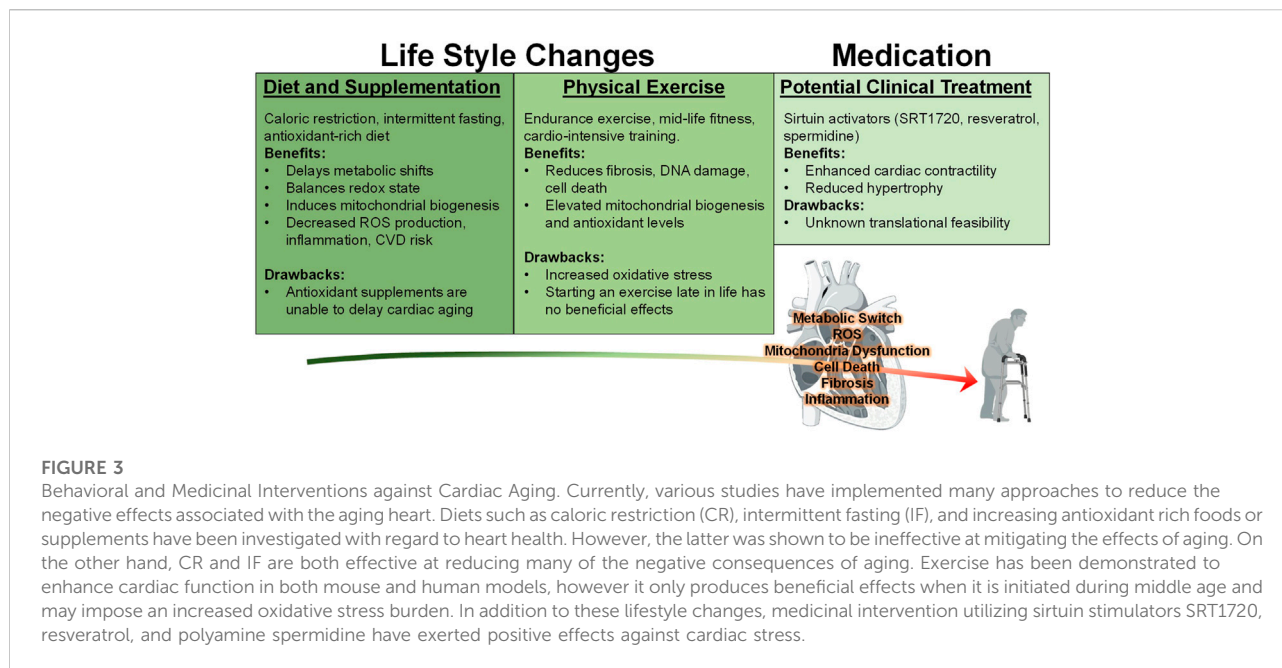 Life Style Changes
Medication
Diet and Supplementation
Caloric restriction, intermittent fasting,
antioxidant-rich diet
Benefits:
• Delays metabolic shifts
• Balances redox state
• Induces mitochondrial biogenesis
• Decreased ROS production,
inflammation, CVD risk
Drawbacks:
• Antioxidant supplements are
unable to delay cardiac aging
Physical Exercise
Endurance exercise, mid-life fitness,
cardio-intensive training.
Benefits:
• Reduces fibrosis, DNA damage,
cell death
• Elevated mitochondrial biogenesis
and antioxidant levels
Drawbacks:
• Increased oxidative stress
• Starting an exercise late in life has
no beneficial effects
Potential Clinical Treatment
Sirtuin activators (SRT1720, resveratrol,
spermidine)
Benefits:
• Enhanced cardiac contractility
• Reduced hypertrophy
Drawbacks:
• Unknown translational feasibility
Metabolic Switch
ROS
Mitochondria Dysfunction
Cell Death
Fibrosis
Inflammation
FIGURE 3
Behavioral and Medicinal Interventions against Cardiac Aging. Currently, various studies have implemented many approaches to reduce the
negative effects associated with the aging heart. Diets such as caloric restriction (CR), intermittent fasting (IF), and increasing antioxidant rich foods or
supplements have been investigated with regard to heart health. However, the latter was shown to be ineffective at mitigating the effects of aging. On
the other hand, CR and IF are both effective at reducing many of the negative consequences of aging. Exercise has been demonstrated to
enhance cardiac function in both mouse and human models, however it only produces beneficial effects when it is initiated during middle age and
may impose an increased oxidative stress burden. In addition to these lifestyle changes, medicinal intervention utilizing sirtuin stimulators SRT1720,
resveratrol, and polyamine spermidine have exerted positive effects against cardiac stress.